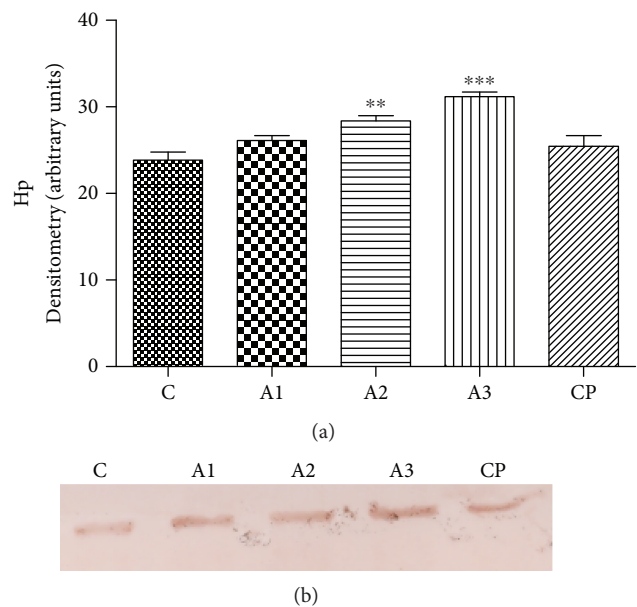 40
30
20
10
0
Hp
Densitometry (arbitrary units)
**
***
C A1 A2 A3 CP
(a)
C A1 A2 A3 CP
(b)